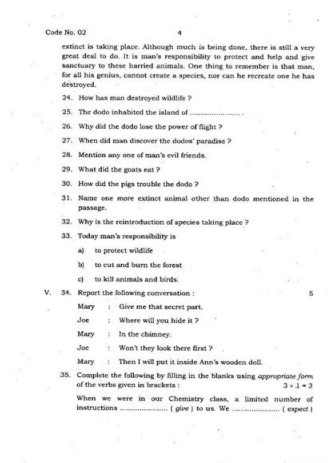 Code No. 02
4
extinct is taking place. Although much is being done, there is still a very
great deal to do. It is man's responsibility to protect and help and give
sanctuary to these harried animals. One thing to remember is that man,
for all his genius, cannot create a species, nor can he recreate one he has
destroyed.
24. How has man destroyed wildlife ?
25. The dodo inhabited the island of ........................ .
26. Why did the dodo lose the power of flight ?
27. When did man discover the dodos' paradise ?
28. Mention any one of man's evil friends.
29. What did the goats eat ?
30. How did the pigs trouble the dodo ?
31. Name one more extinct animal other than dodo mentioned in the
passage.
32. Why is the reintroduction of species taking place ?
33. Today man's responsibility is
a) to protect wildlife
b) to cut and burn the forest
c) to kill animals and birds.
V. 34. Report the following conversation : 5
Mary : Give me that secret part.
Joe : Where will you hide it ?
Mary : In the chimney.
Joe : Won't they look there first ?
Mary : Then I will put it inside Ann's wooden doll.
35. Complete the following by filling in the blanks using appropriate form
of the verbs given in brackets : 3 × 1 = 3
When we were in our Chemistry class, a limited number of
instructions ...................... ( give ) to us. We ...................... ( expect )